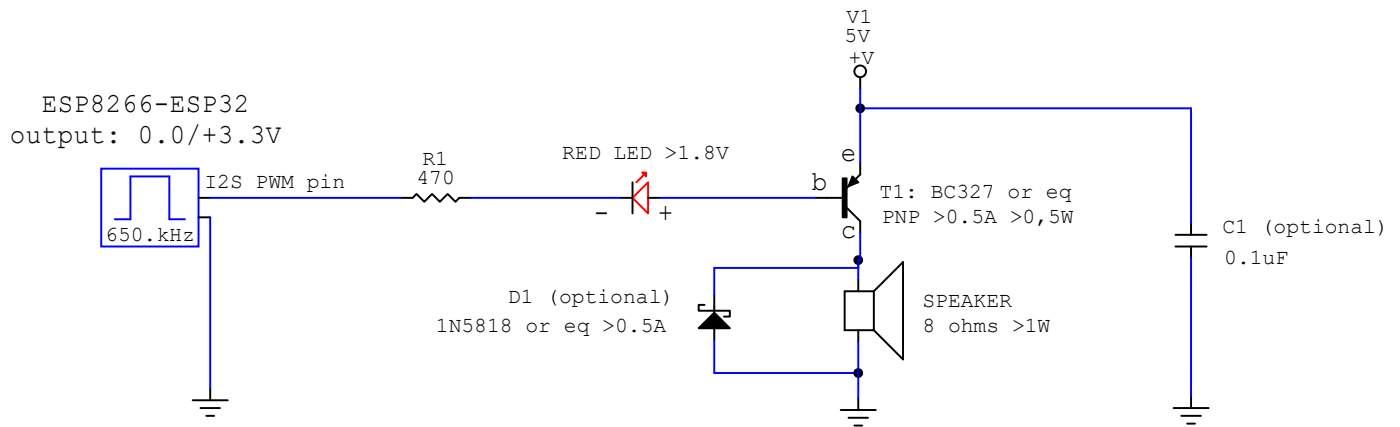 V1
5V
+V
ESP8266-ESP32
output: 0.0/+3.3V
I2S PWM pin
650.kHz
R1
470
RED LED >1.8V
-
+
e
b
c
T1: BC327 or eq
PNP >0.5A >0,5W
C1 (optional)
0.1uF
D1 (optional)
1N5818 or eq >0.5A
SPEAKER
8 ohms >1W